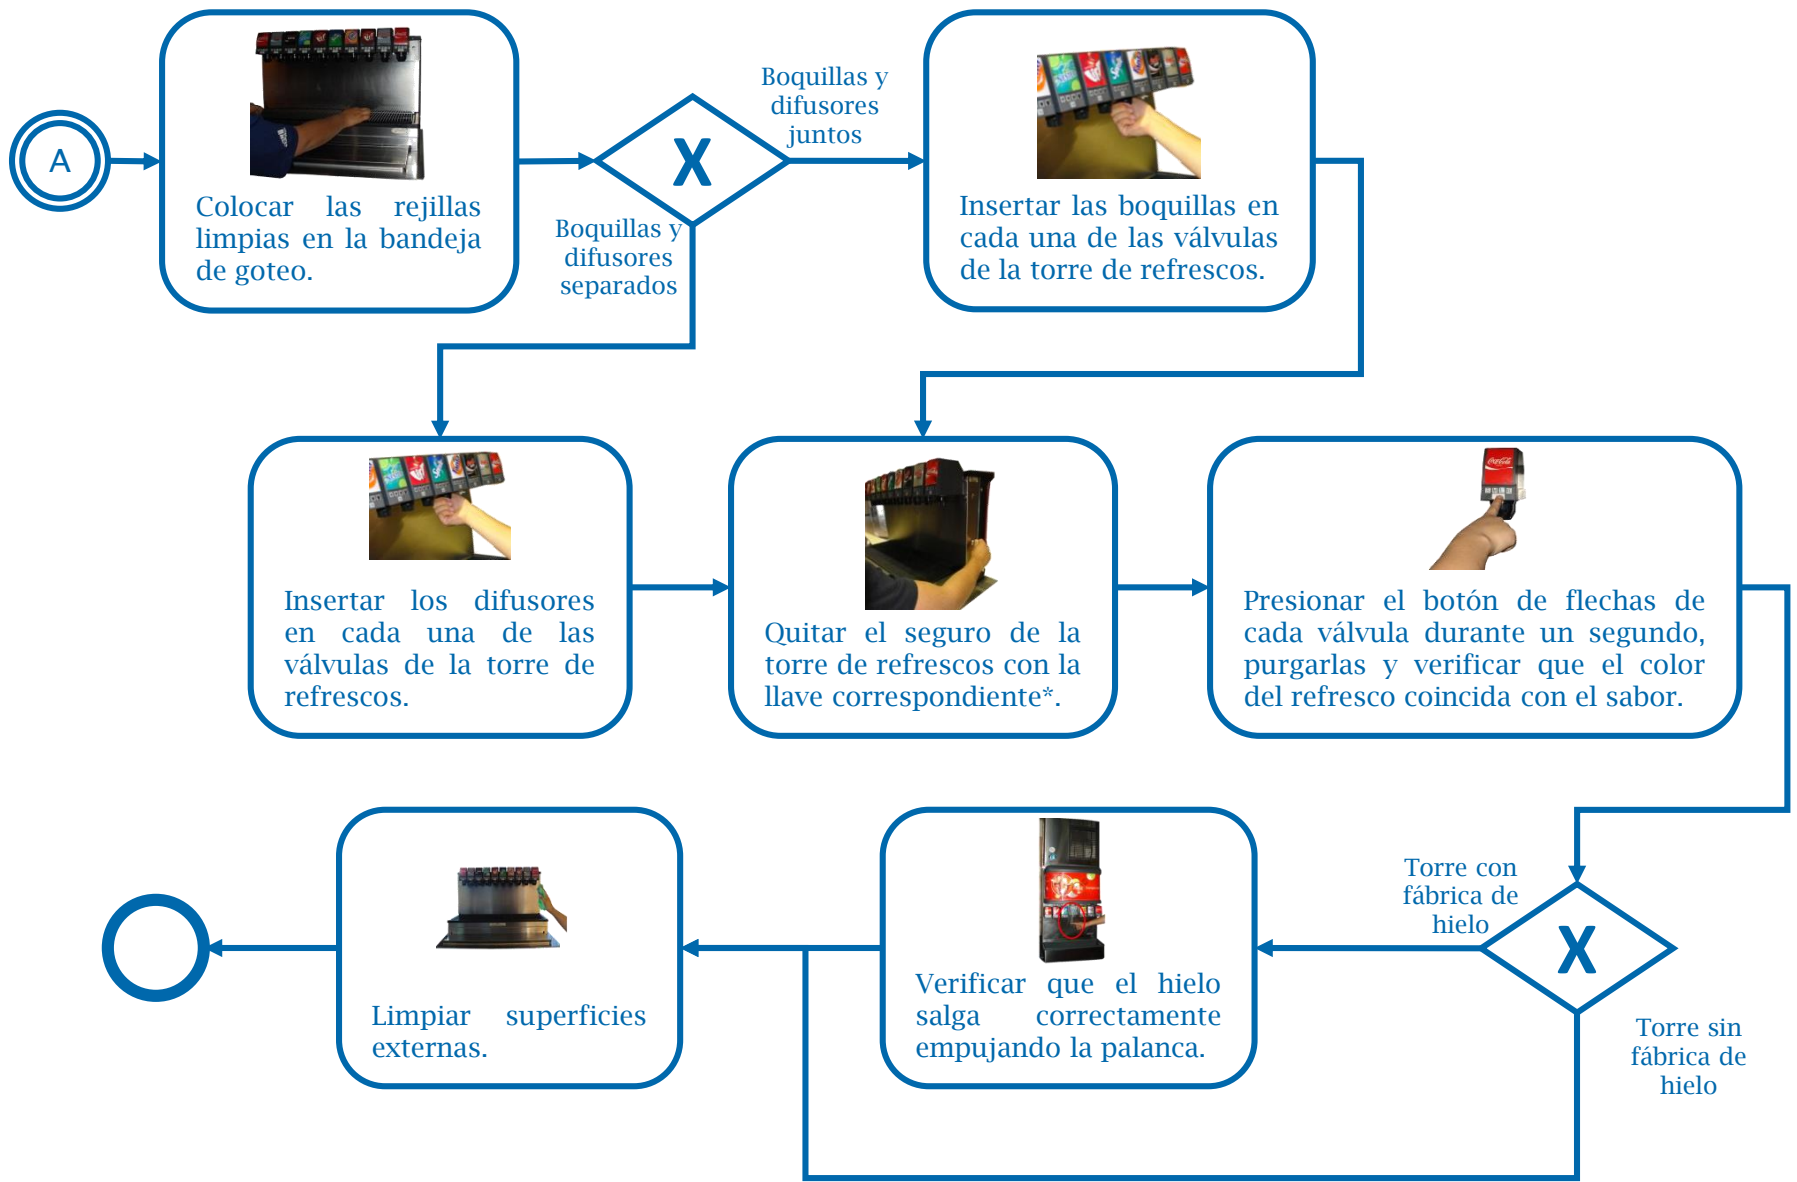 A
Colocar las rejillas
limpias en la bandeja
de goteo.
X
Boquillas y
difusores
juntos
Boquillas y
difusores
separados
Insertar las boquillas en
cada una de las válvulas
de la torre de refrescos.
Insertar los difusores
en cada una de las
válvulas de la torre de
refrescos.
Quitar el seguro de la
torre de refrescos con la
llave correspondiente*.
Coca-Cola
Presionar el botón de flechas de
cada válvula durante un segundo,
purgarlas y verificar que el color
del refresco coincida con el sabor.
X
Torre con
fábrica de
hielo
Torre sin
fábrica de
hielo
Verificar que el hielo
salga correctamente
empujando la palanca.
Limpiar superficies
externas.